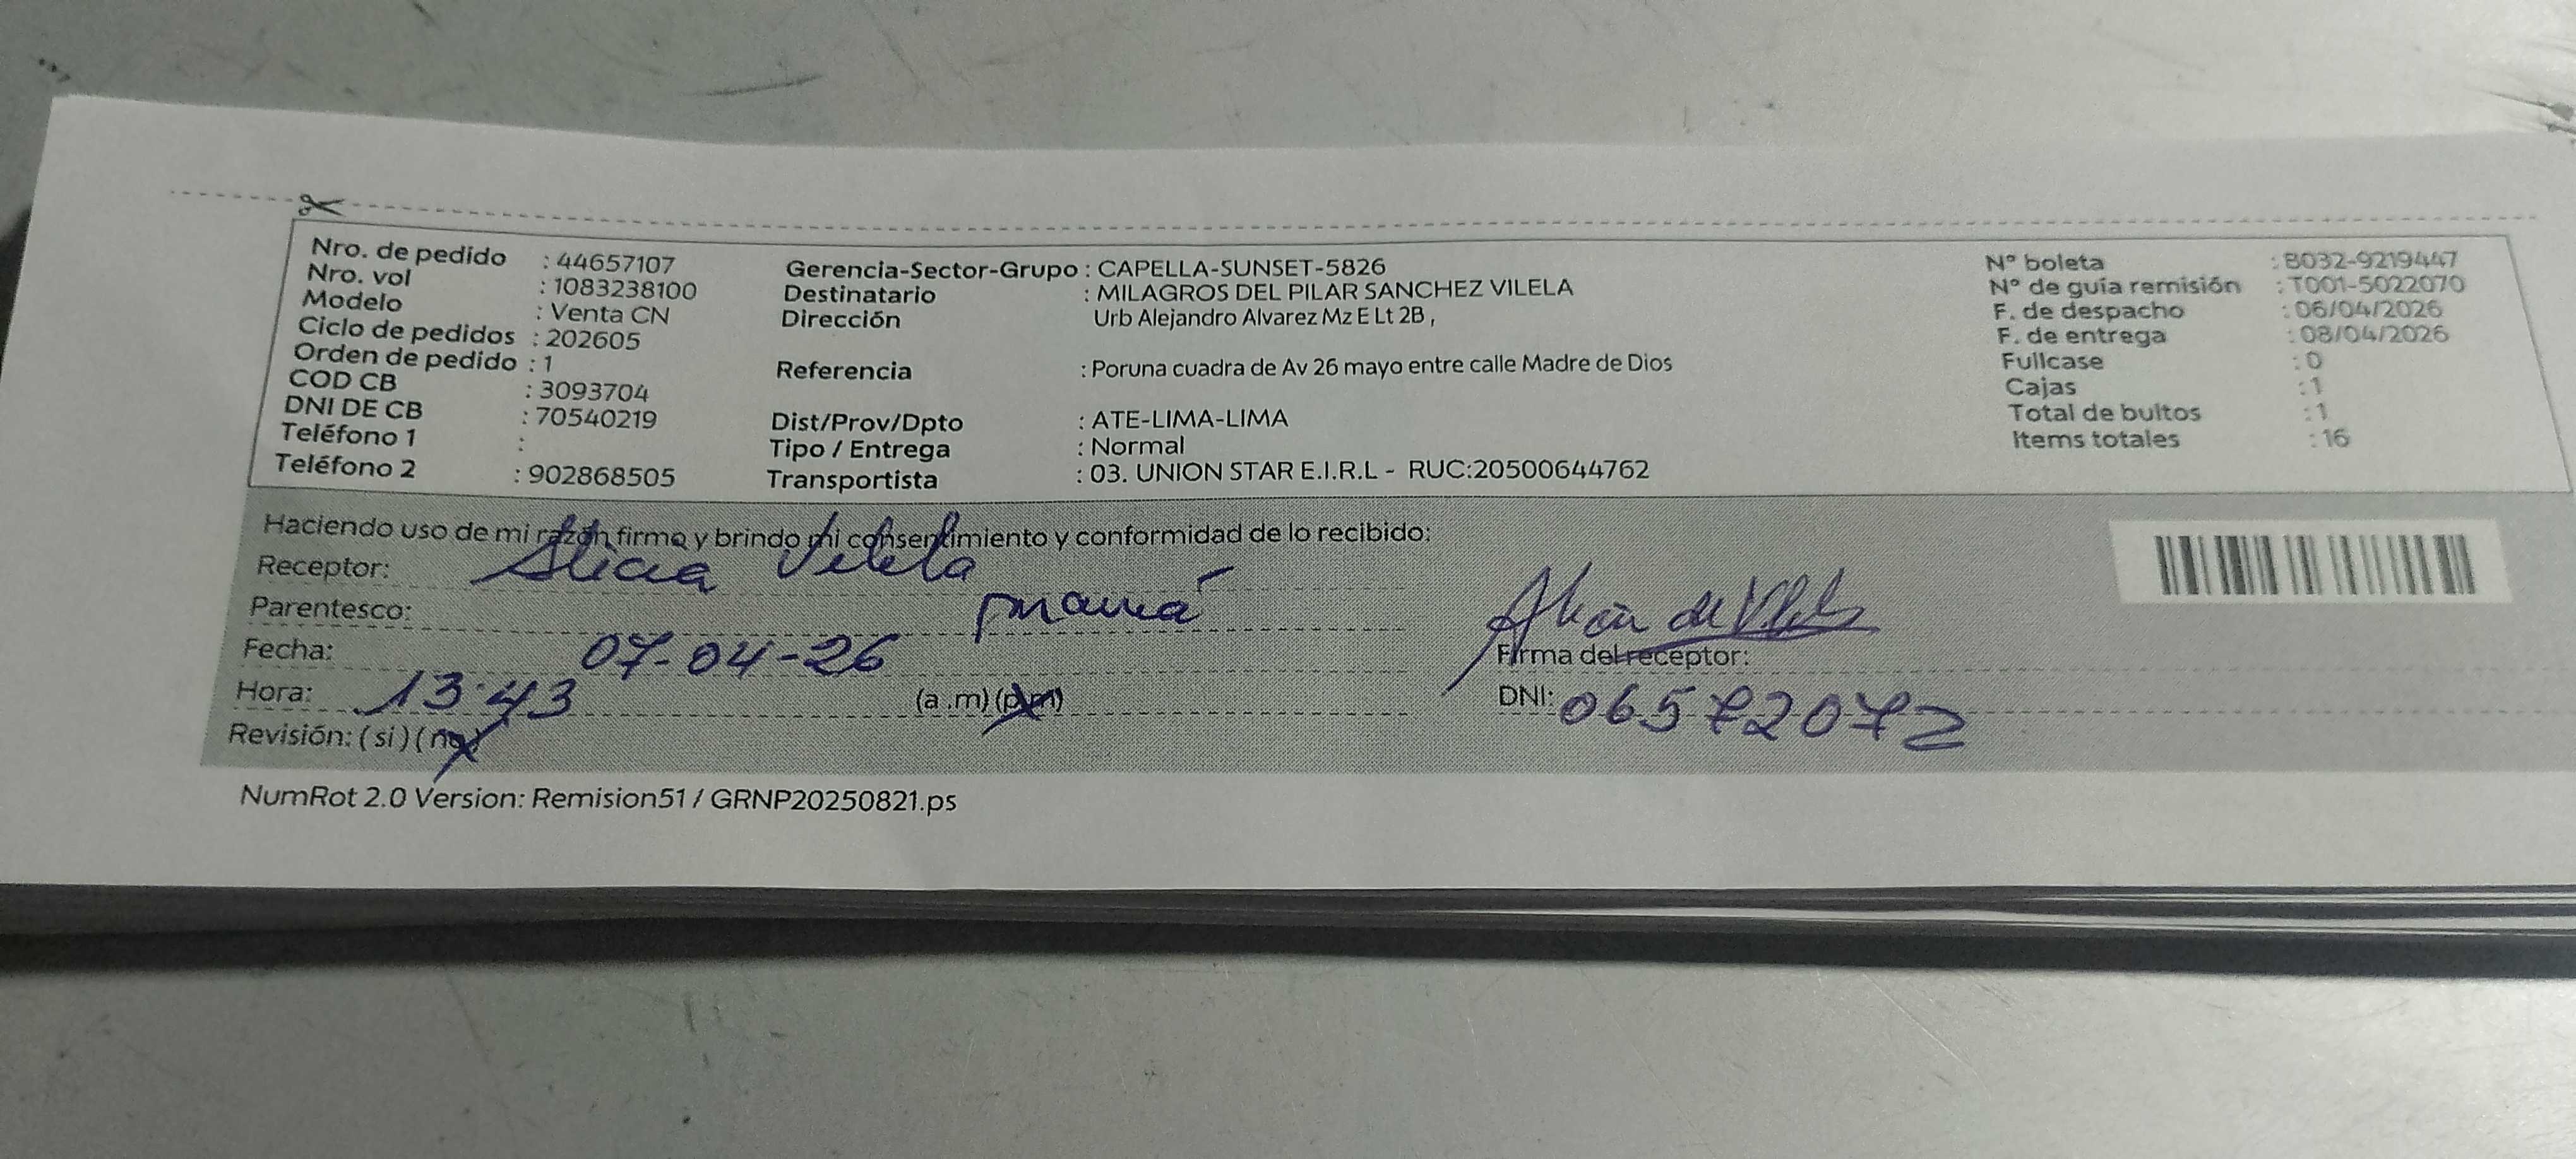 Nro. de pedido : 44657107
Nro. vol : 1083238100
Modelo : Venta CN
Ciclo de pedidos : 202605
Orden de pedido : 1
COD CB : 3093704
DNI DE CB : 70540219
Teléfono 1 :
Teléfono 2 : 902868505
Gerencia-Sector-Grupo : CAPELLA-SUNSET-5826
Destinatario : MILAGROS DEL PILAR SANCHEZ VILELA
Dirección Urb Alejandro Alvarez Mz E Lt 2B ,
Referencia : Poruna cuadra de Av 26 mayo entre calle Madre de Dios
Dist/Prov/Dpto : ATE-LIMA-LIMA
Tipo / Entrega : Normal
Transportista : 03. UNION STAR E.I.R.L - RUC:20500644762
N° boleta : B032-9219447
N° de guía remisión : T001-5022070
F. de despacho : 06/04/2026
F. de entrega : 08/04/2026
Fullcase : 0
Cajas : 1
Total de bultos : 1
Items totales : 16
Haciendo uso de mi razón firmo y brindo mi consentimiento y conformidad de lo recibido:
Receptor: Alicia Vilela
Parentesco: mamá
Fecha: 07-04-26
Hora: 13:43 (a .m) (p.m)
Revisión: ( si ) ( no )
Firma del receptor:
DNI: 06572072
NumRot 2.0 Version: Remision51 / GRNP20250821.ps